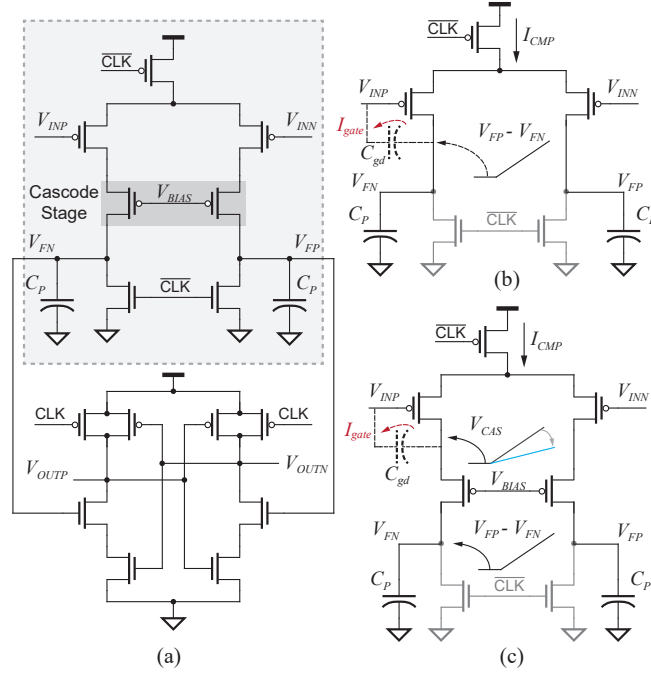 CLK
V_INP
V_INN
Cascode
Stage
V_BIAS
V_FN
V_FP
C_P
CLK
C_P
CLK
CLK
V_OUTP
V_OUTN
(a)
CLK
I_CMP
V_INP
V_INN
I_gate
C_gd
V_FP - V_FN
V_FN
V_FP
C_P
CLK
(b)
CLK
I_CMP
V_INP
V_INN
I_gate
V_CAS
C_gd
V_BIAS
V_FN
V_FP - V_FN
V_FP
C_P
CLK
C_P
(c)